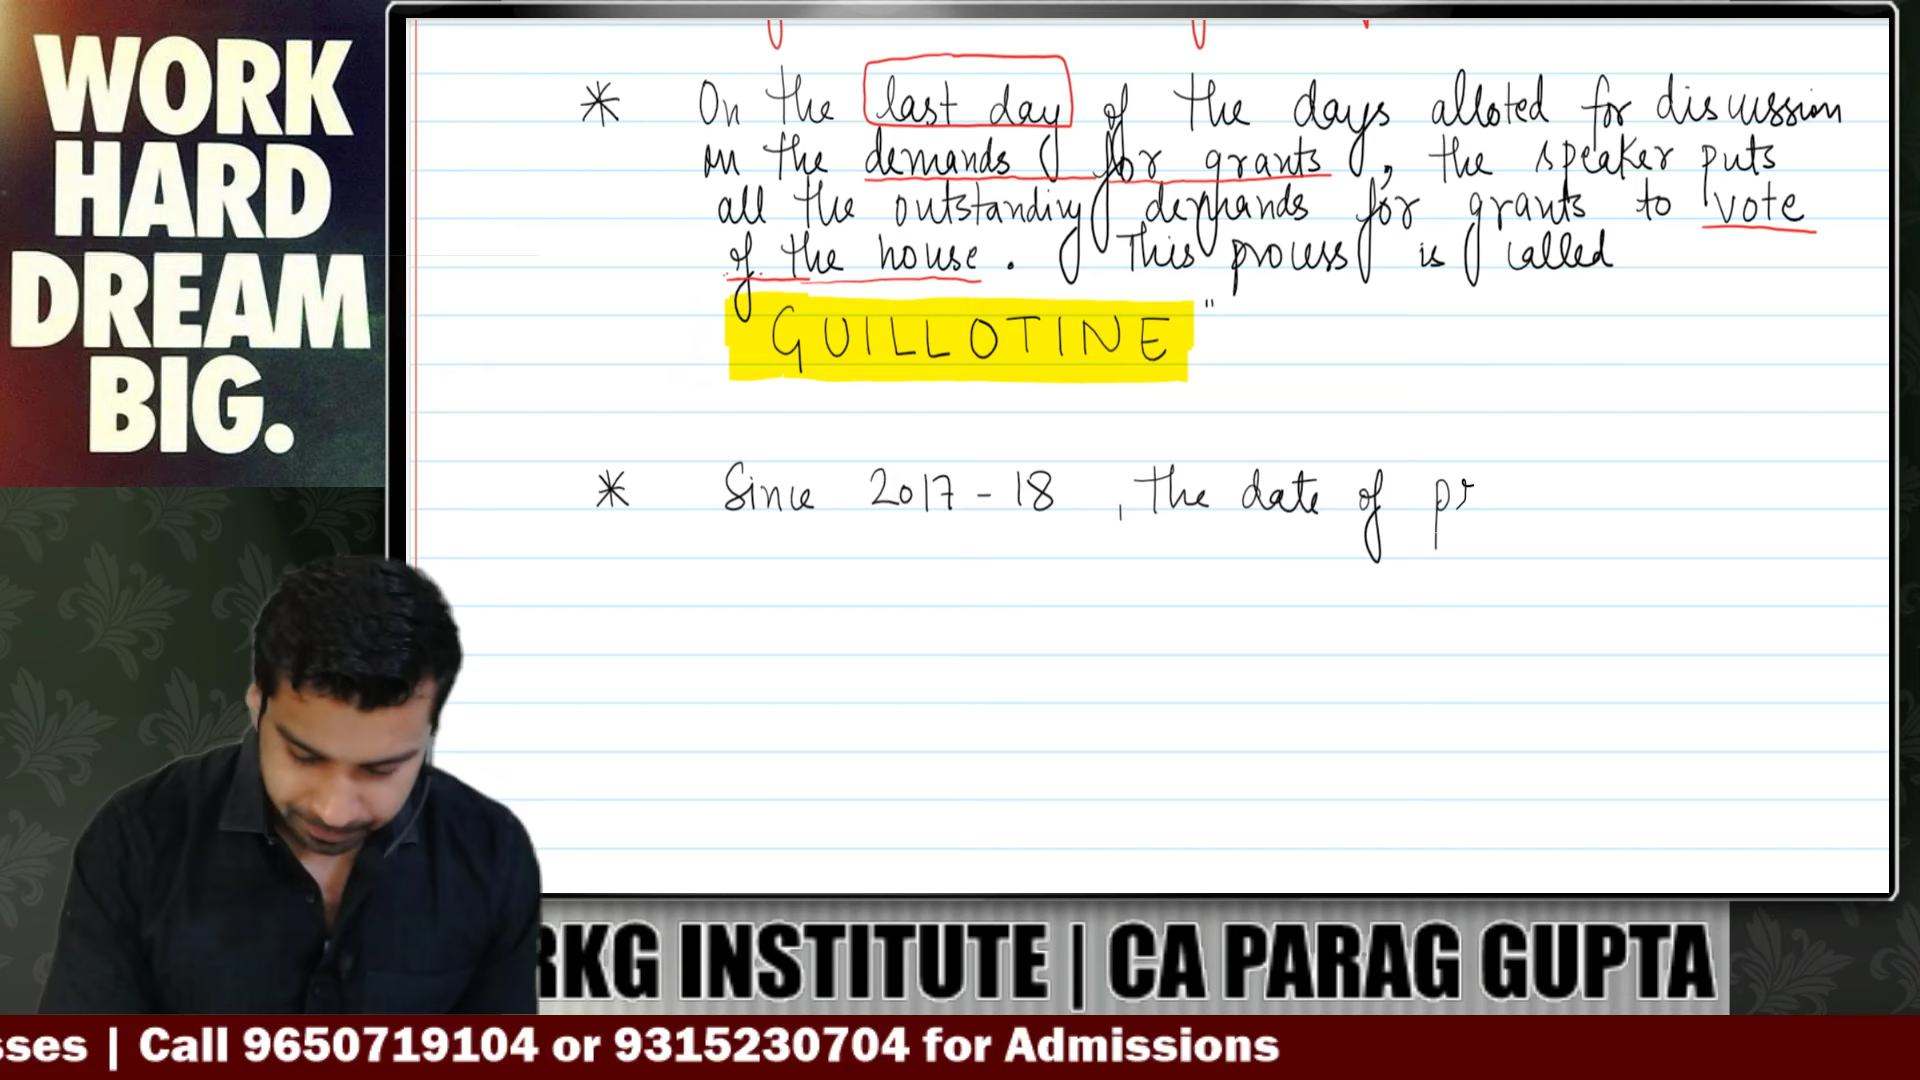 WORK
HARD
DREAM
BIG.
* On the last day of the days alloted for discussion
on the demands for grants, the speaker puts
all the outstanding demands for grants to vote
of the house. This process is called
GUILLOTINE"
* Since 2017-18, the date of pr
RKG INSTITUTE | CA PARAG GUPTA
sses | Call 9650719104 or 9315230704 for Admissions